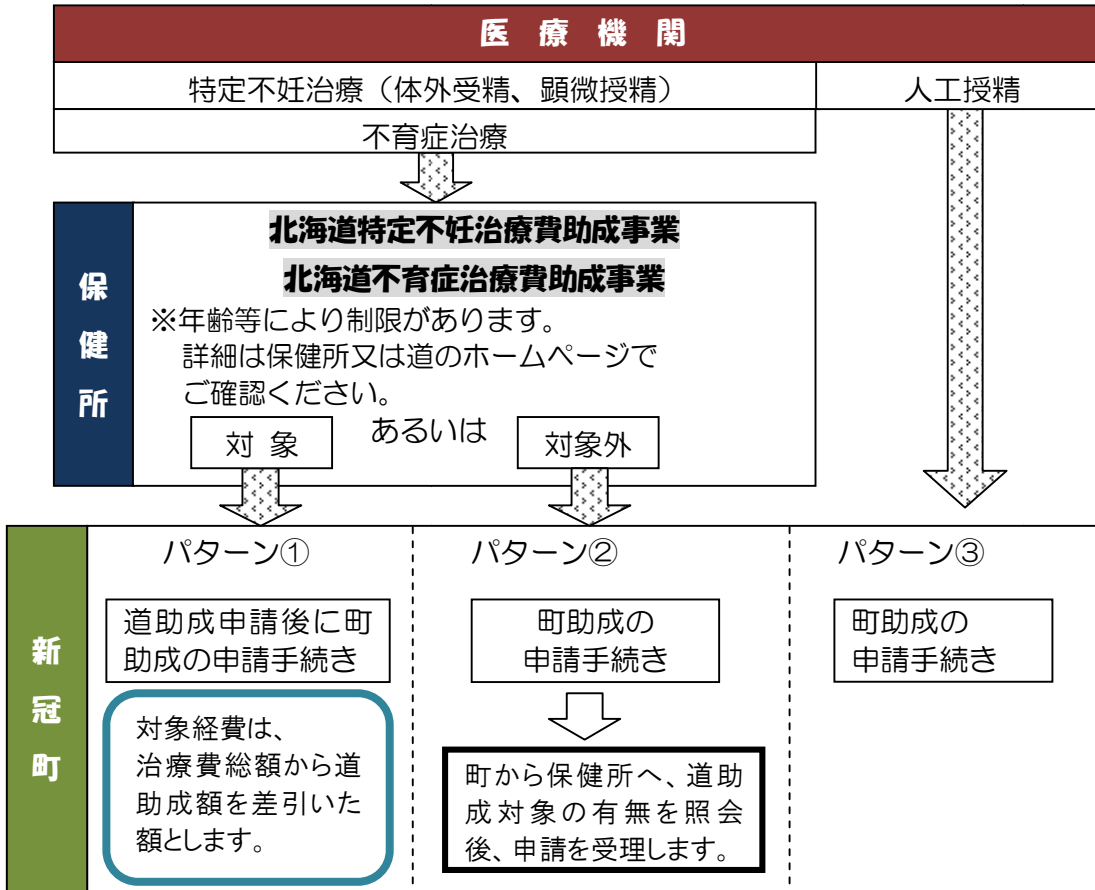 医療機関
特定不妊治療（体外受精、顕微授精）
人工授精
不育症治療
保健所
北海道特定不妊治療費助成事業
北海道不育症治療費助成事業
※年齢等により制限があります。
詳細は保健所又は道のホームページで
ご確認ください。
対象
あるいは
対象外
新冠町
パターン①
道助成申請後に町
助成の申請手続き
対象経費は、
治療費総額から道
助成額を差引いた
額とします。
パターン②
町助成の
申請手続き
町から保健所へ、道助
成対象の有無を照会
後、申請を受理します。
パターン③
町助成の
申請手続き